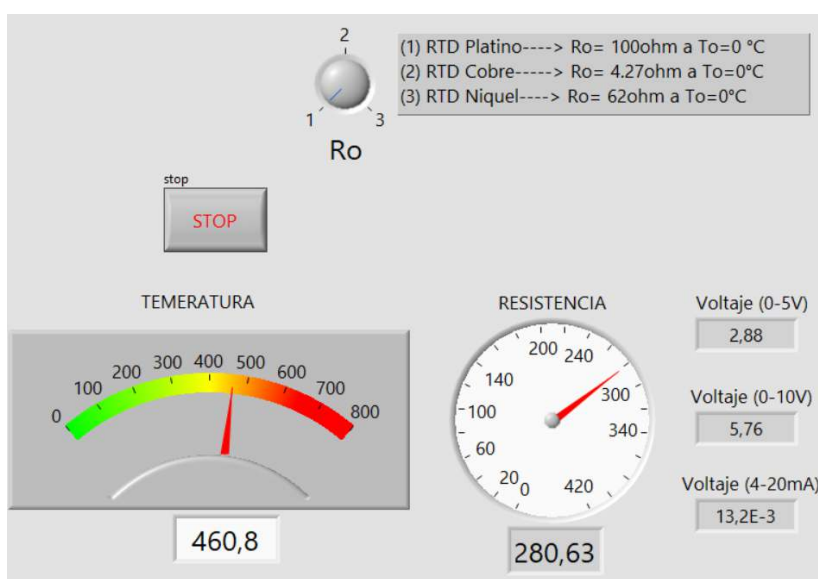 2
1
3
Ro
(1) RTD Platino----> Ro= 100ohm a To=0 °C
(2) RTD Cobre-----> Ro= 4.27ohm a To=0°C
(3) RTD Niquel----> Ro= 62ohm a To=0°C
stop
STOP
TEMERATURA
0 100 200 300 400 500 600 700 800
460,8
RESISTENCIA
0 20 60 100 140 200 240 300 340 420
280,63
Voltaje (0-5V)
2,88
Voltaje (0-10V)
5,76
Voltaje (4-20mA)
13,2E-3